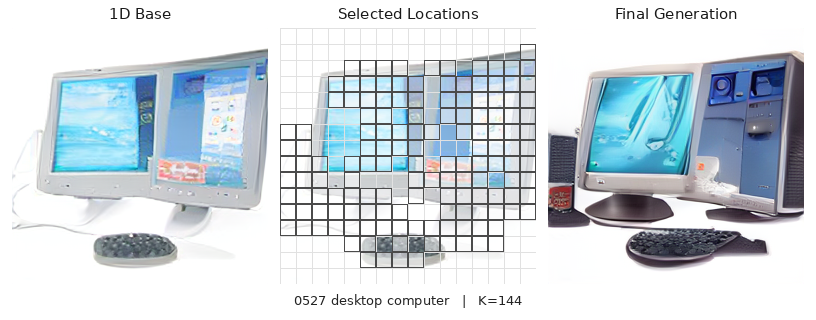 1D Base
Selected Locations
Final Generation
0527 desktop computer | K=144